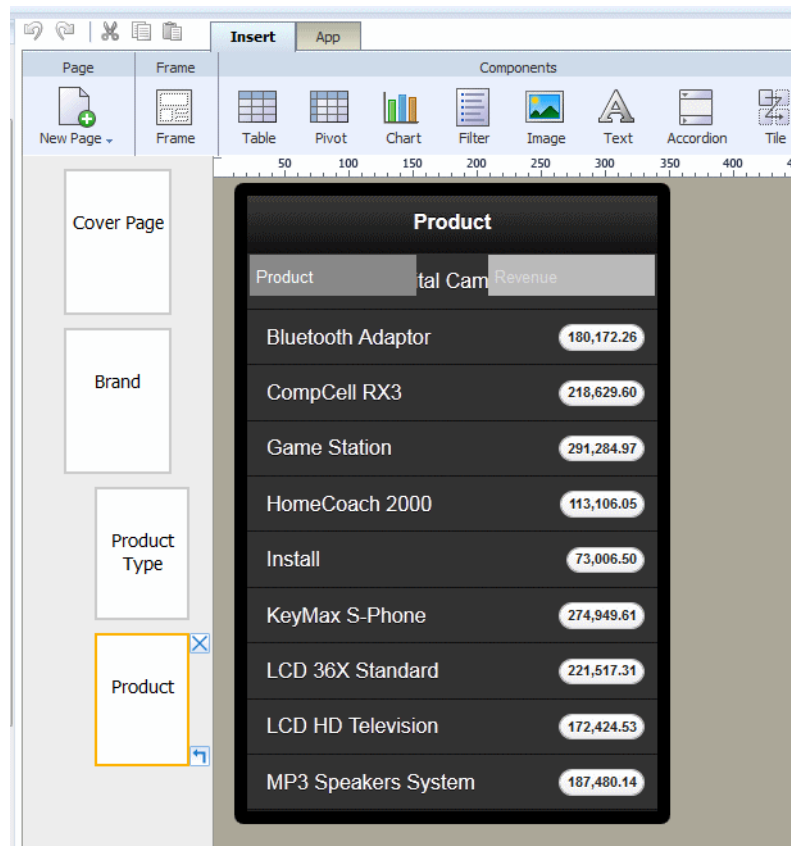 Insert App
Page Frame Components
New Page Frame Table Pivot Chart Filter Image Text Accordion Tile
50 100 150 200 250 300 350 400
Cover Page
Brand
Product
Type
Product
Product
Product ital Cam Revenue
Bluetooth Adaptor 180,172.26
CompCell RX3 218,629.60
Game Station 291,284.97
HomeCoach 2000 113,106.05
Install 73,006.50
KeyMax S-Phone 274,949.61
LCD 36X Standard 221,517.31
LCD HD Television 172,424.53
MP3 Speakers System 187,480.14